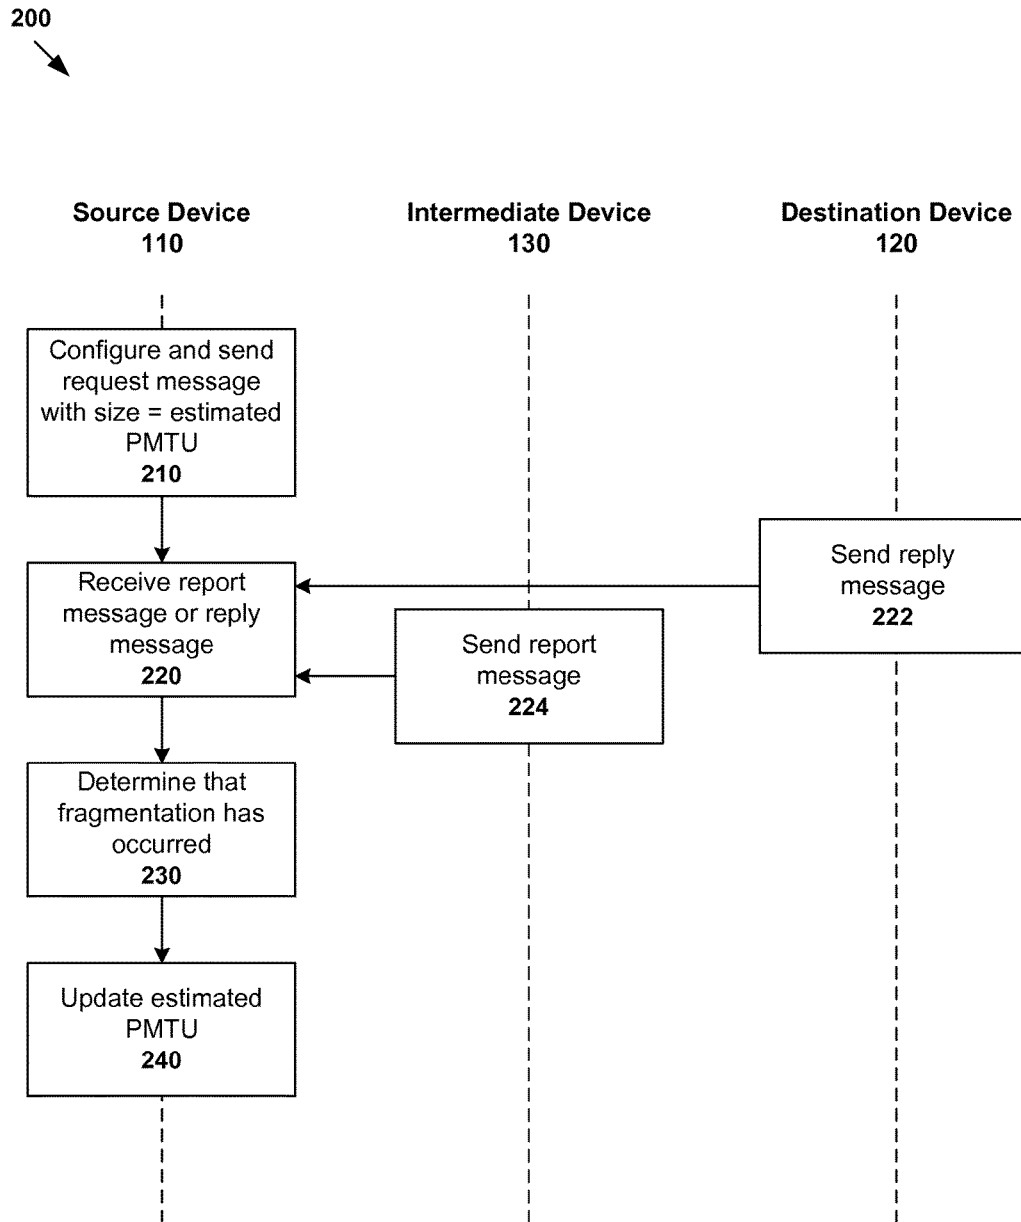 200
Source Device
110
Intermediate Device
130
Destination Device
120
Configure and send
request message
with size = estimated
PMTU
210
Send reply
message
222
Receive report
message or reply
message
220
Send report
message
224
Determine that
fragmentation has
occurred
230
Update estimated
PMTU
240